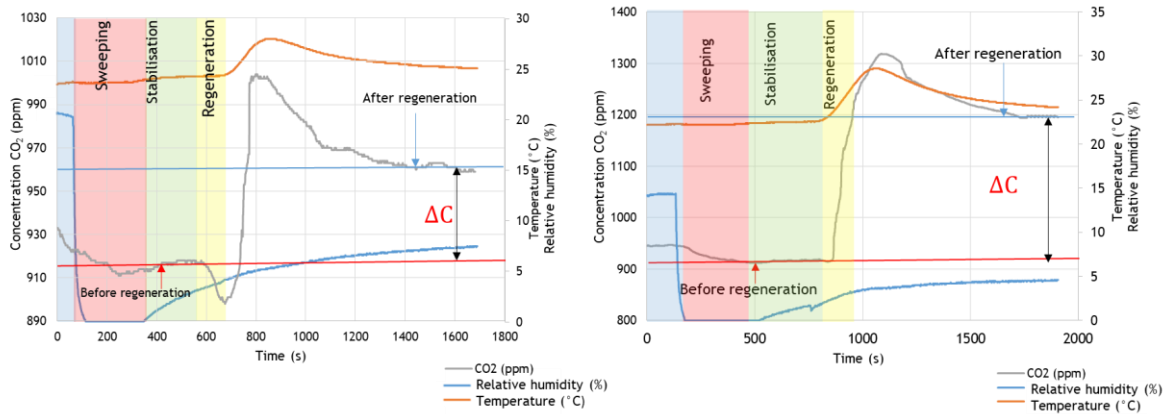 1030
1010
990
970
950
930
910
890
Concentration CO₂ (ppm)
30
25
20
15
10
5
0
Temperature (°C)
Relative humidity (%)
Sweeping
Stabilisation
Regeneration
After regeneration
ΔC
Before regeneration
0 200 400 600 800 1000 1200 1400 1600 1800
Time (s)
CO2 (ppm)
Relative humidity (%)
Temperature (°C)
1400
1300
1200
1100
1000
900
800
Concentration CO₂ (ppm)
35
30
25
20
15
10
5
0
Temperature (°C)
Relative humidity (%)
Sweeping
Stabilisation
Regeneration
After regeneration
ΔC
Before regeneration
0 500 1000 1500 2000
Time (s)
CO2 (ppm)
Relative humidity (%)
Temperature (°C)